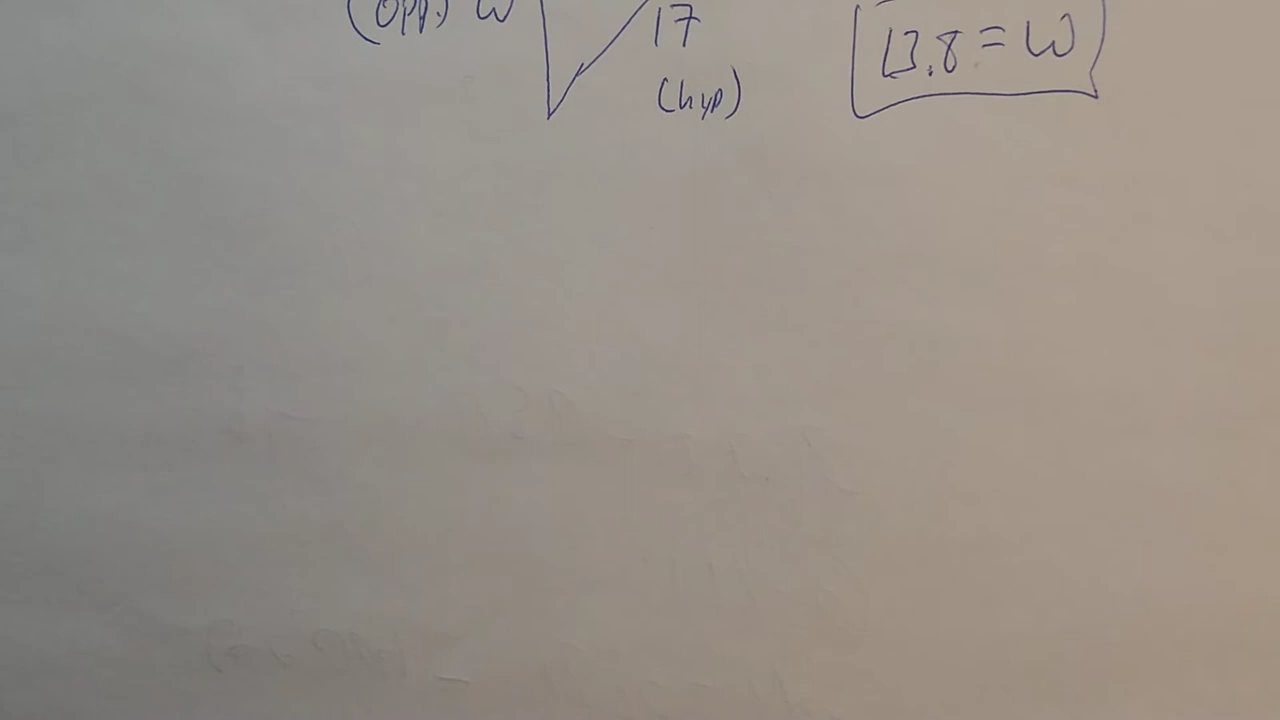 (opp.) w 17
(hyp)
13.8 = w